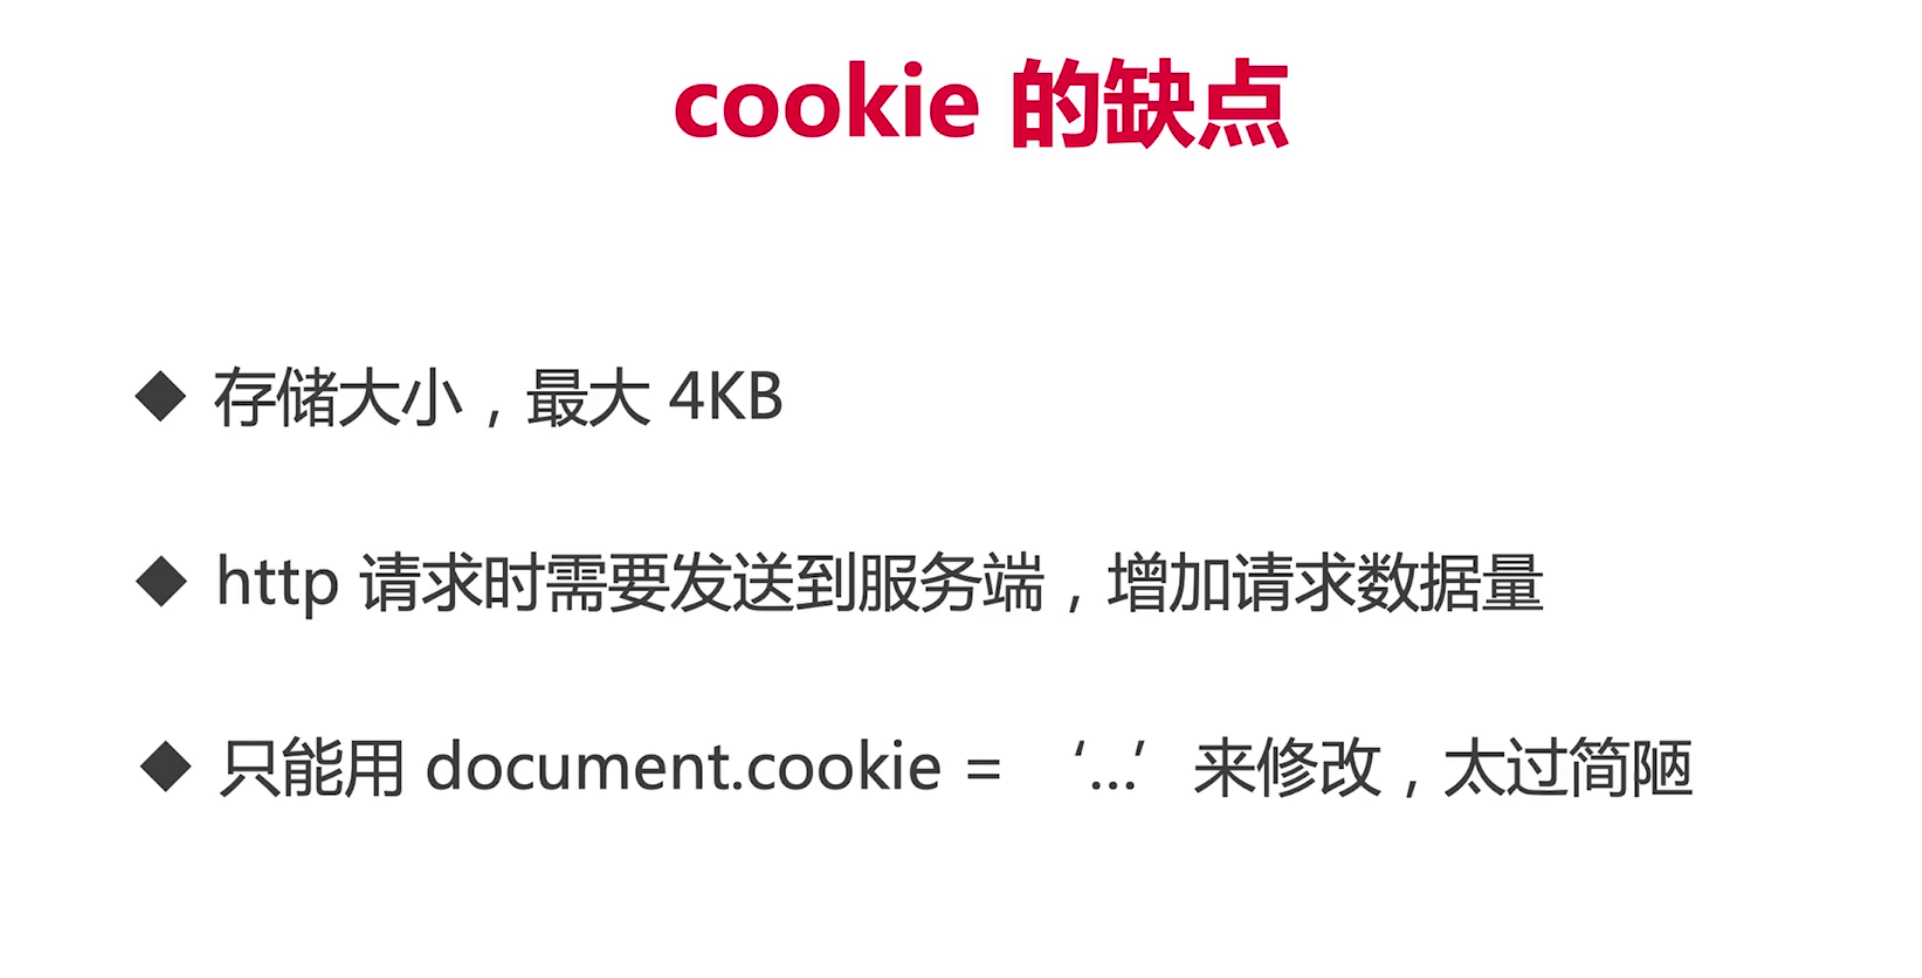 cookie 的缺点
◆ 存储大小，最大 4KB
◆ http 请求时需要发送到服务端，增加请求数据量
◆ 只能用 document.cookie = ‘…’ 来修改，太过简陋